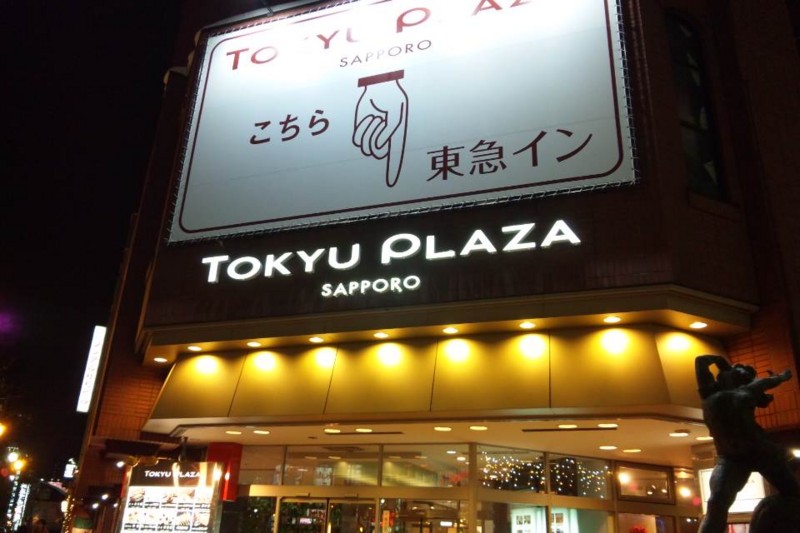 TOKYU PLAZA
SAPPORO
こちら
東急イン
TOKYU PLAZA
SAPPORO
TOKYU PLAZA